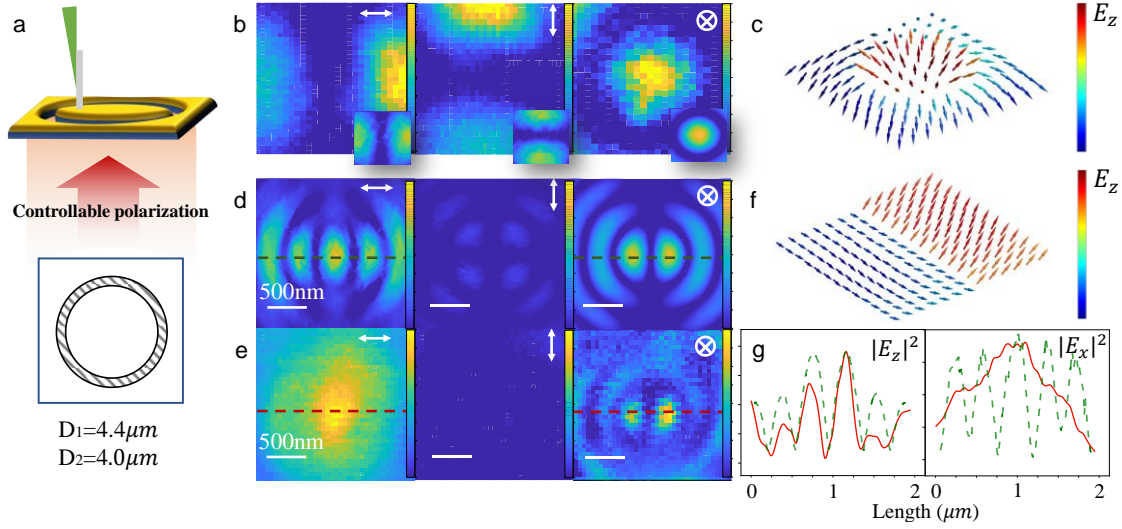 a
Controllable polarization
D1=4.4μm
D2=4.0μm
b
c
E_z
d
500nm
f
E_z
e
500nm
g
|E_z|²
|E_x|²
0
1
2
0
1
2
Length (μm)